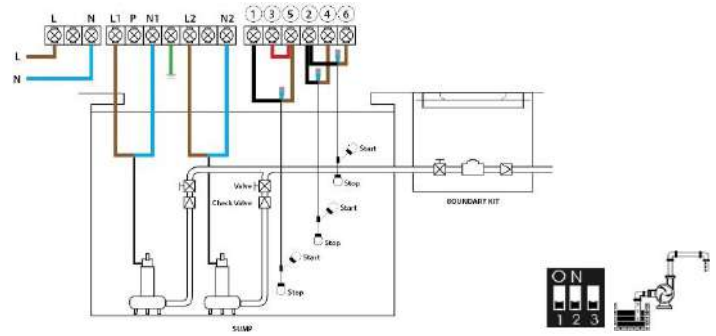 L N L1 P N1 L2 N2 1 3 5 2 4 6
L
N
Start
Stop
Valve
Check Valve
Start
Stop
Start
Stop
BOUNDART KIT
SUMP
ON
1 2 3